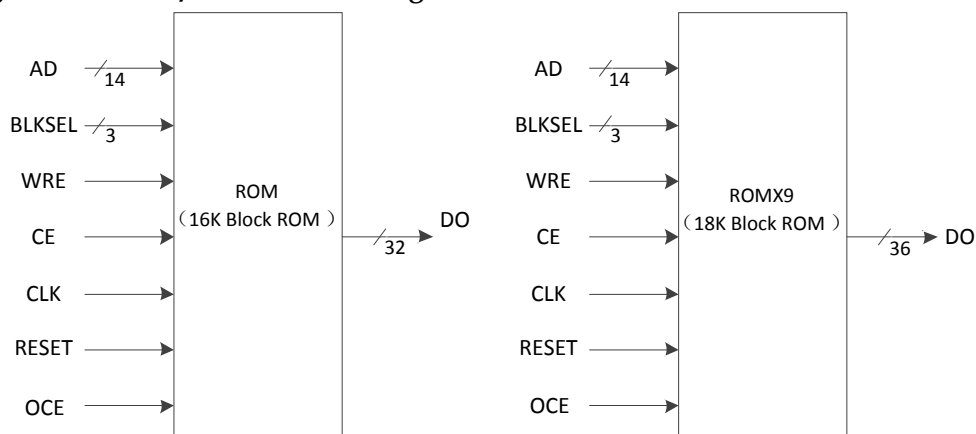 AD
14
BLKSEL
3
WRE
CE
CLK
RESET
OCE
ROM
（16K Block ROM ）
DO
32
AD
14
BLKSEL
3
WRE
CE
CLK
RESET
OCE
ROMX9
（18K Block ROM ）
DO
36